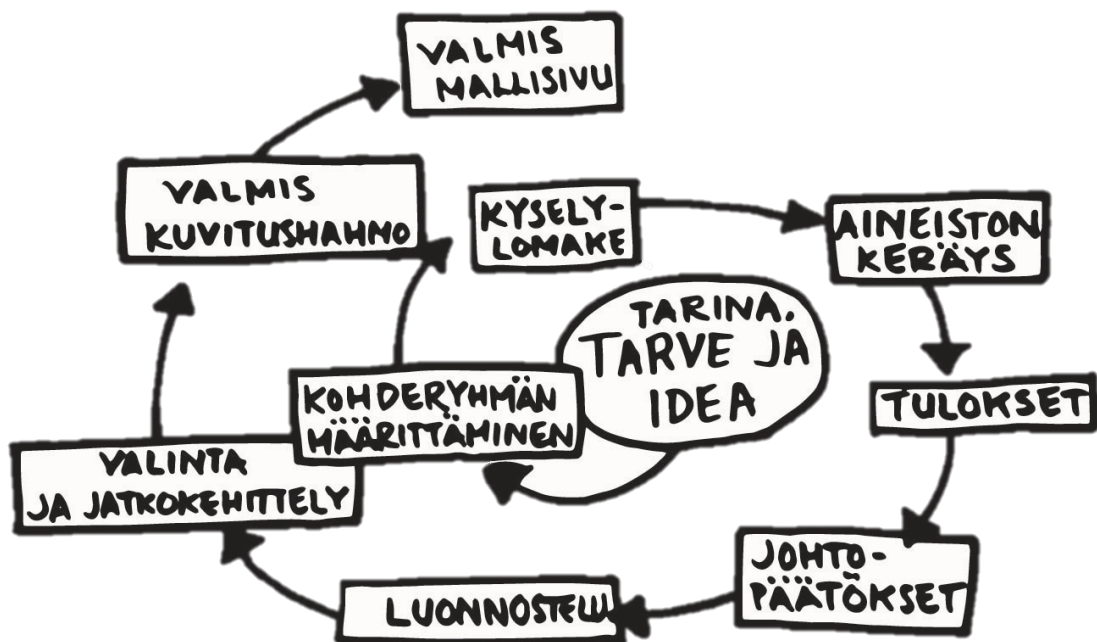 VALMIS
MALLISIVU
VALMIS
KUVITUSHAHMO
KYSELY-
LOMAKE
AINEISTON
KERÄYS
TARINA.
TARVE JA
IDEA
KOHDERYHMÄN
MÄÄRITTÄMINEN
TULOKSET
VALINTA
JA JATKOKEHITTELY
JOHTO-
PÄÄTÖKSET
LUONNOSTELU